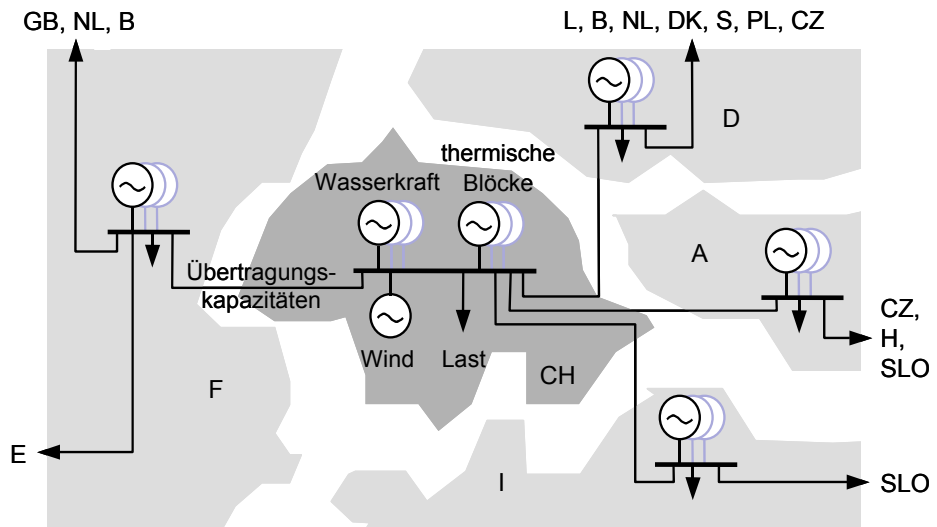 GB, NL, B
L, B, NL, DK, S, PL, CZ
D
thermische
Wasserkraft
Blöcke
A
Übertragungs-
kapazitäten
CZ,
H,
SLO
Wind
Last
CH
F
E
I
SLO